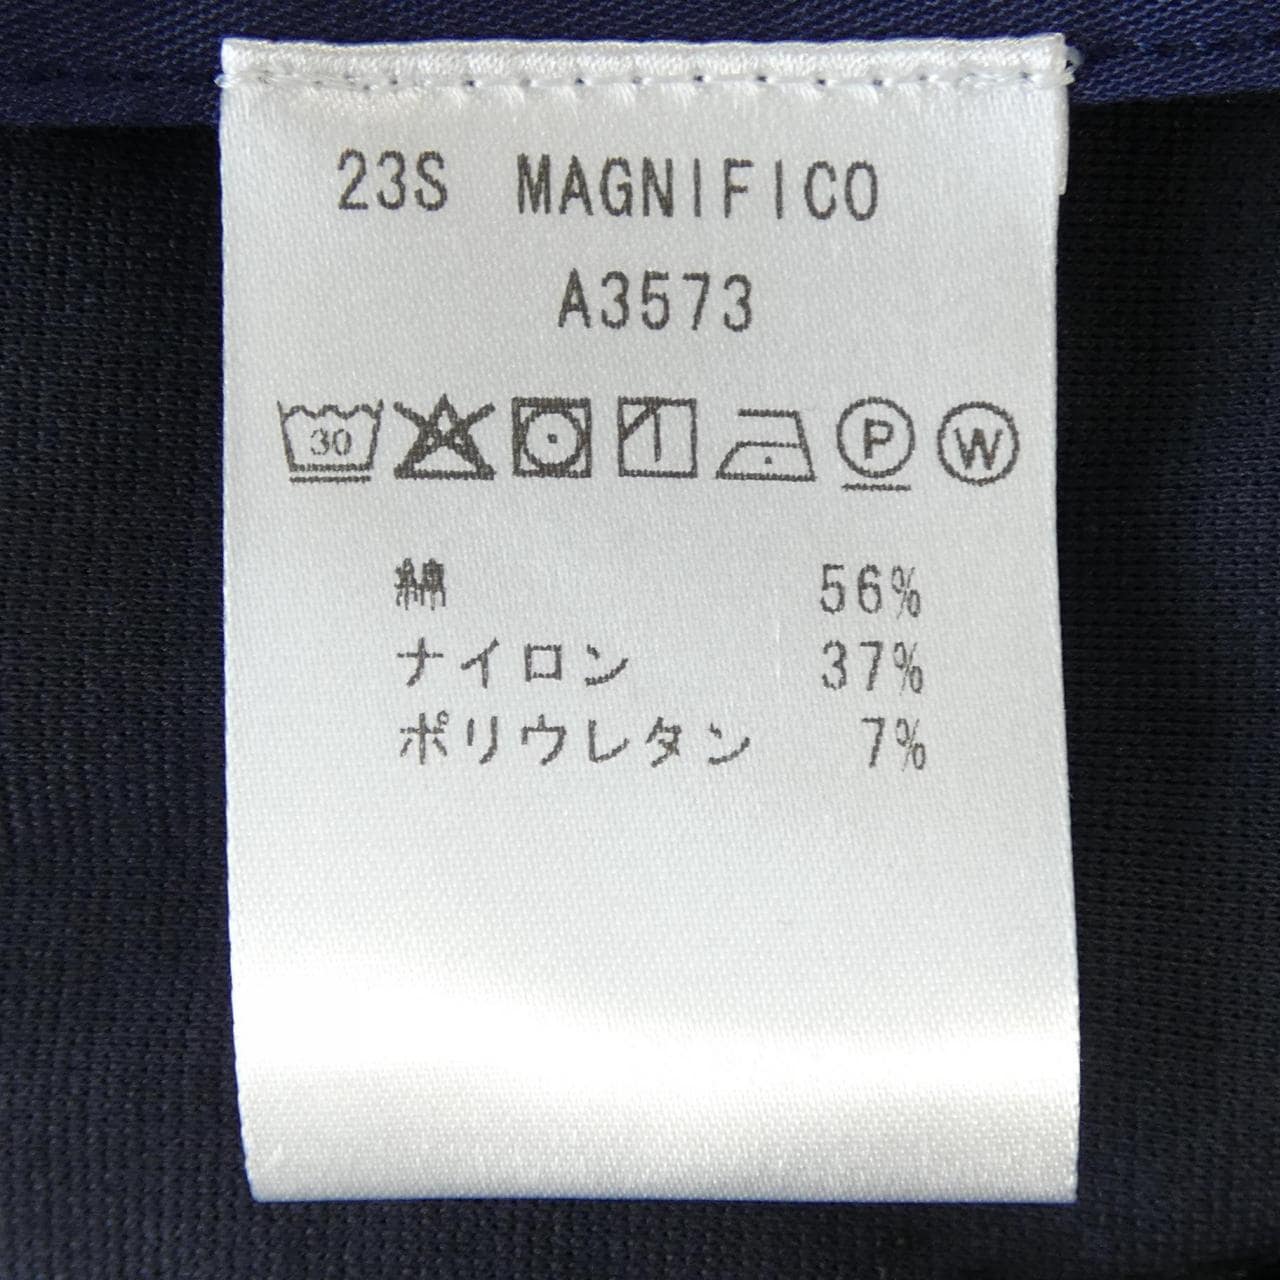 23S MAGNIFICO
A3573
30 P W
綿 56%
ナイロン 37%
ポリウレタン 7%